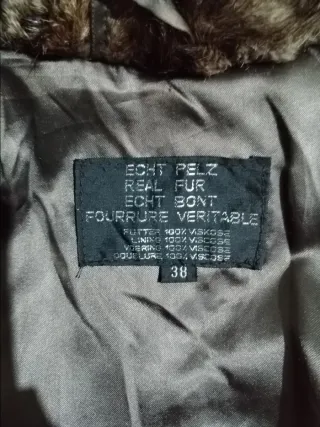 ECHT PELZ
REAL FUR
ECHT BONT
FOURRURE VERITABLE
FUTTER 100% VISKOSE
LINING 100% VISCOSE
VOERING 100% VISCOSE
DOUBLURE 100% VISCOSE
38